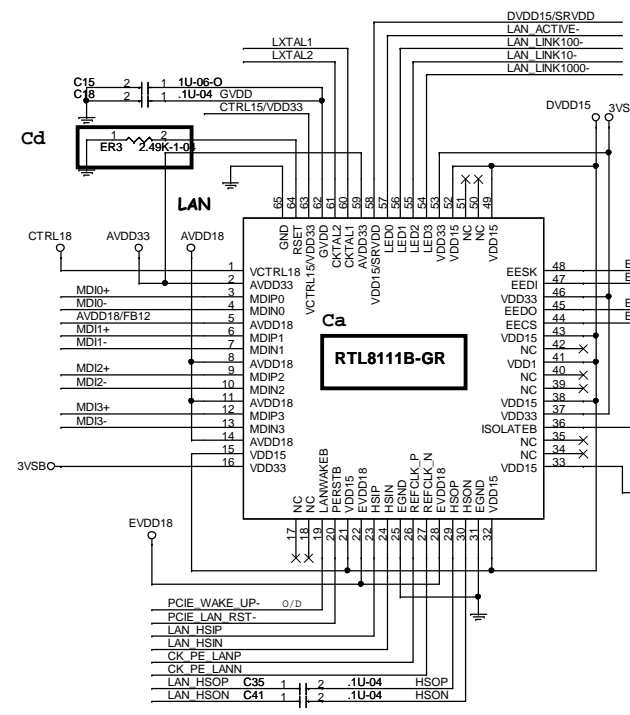 DVDD15/SRVDD
LXTAL1 LAN_ACTIVE-
LAN_LINK100-
LXTAL2 LAN_LINK10-
LAN_LINK1000-
C15 2 1 1U-06-O
C18 2 1 .1U-04 GVDD
CTRL15/VDD33 DVDD15 3VS
Cd
1 2
ER3 2.49K-1-04
LAN
65 64 63 62 61 60 59 58 57 56 55 54 53 52 51 50 49
GND RSET VCTRL15/VDD33 GVDD CKTAL2 CKTAL1 AVDD33 VDD15/SRVDD LED0 LED1 LED2 LED3 VDD33 VDD15 NC NC VDD15
CTRL18 AVDD33 AVDD18
1 VCTRL18
2 AVDD33
MDI0+ 3 MDIP0
MDI0- 4 MDIN0
AVDD18/FB12 5 AVDD18
MDI1+ 6 MDIP1
MDI1- 7 MDIN1
8 AVDD18
MDI2+ 9 MDIP2
MDI2- 10 MDIN2
11 AVDD18
MDI3+ 12 MDIP3
MDI3- 13 MDIN3
14 AVDD18
15 VDD15
3VSB 16 VDD33
Ca
RTL8111B-GR
EESK 48 E
EEDI 47 E
VDD33 46
EEDO 45 E
EECS 44 E
VDD15 43
NC 42
VDD1 41
NC 40
NC 39
VDD15 38
VDD33 37
ISOLATEB 36
NC 35
NC 34
VDD15 33
NC NC LANWAKEB PERSTB VDD15 EVDD18 HSIP HSIN EGND REFCLK_P REFCLK_N EVDD18 HSOP HSON EGND VDD15
17 18 19 20 21 22 23 24 25 26 27 28 29 30 31 32
EVDD18
PCIE_WAKE_UP- O/D
PCIE_LAN_RST-
LAN_HSIP
LAN_HSIN
CK_PE_LANP
CK_PE_LANN
LAN_HSOP C35 1 2 .1U-04 HSOP
LAN_HSON C41 1 2 .1U-04 HSON